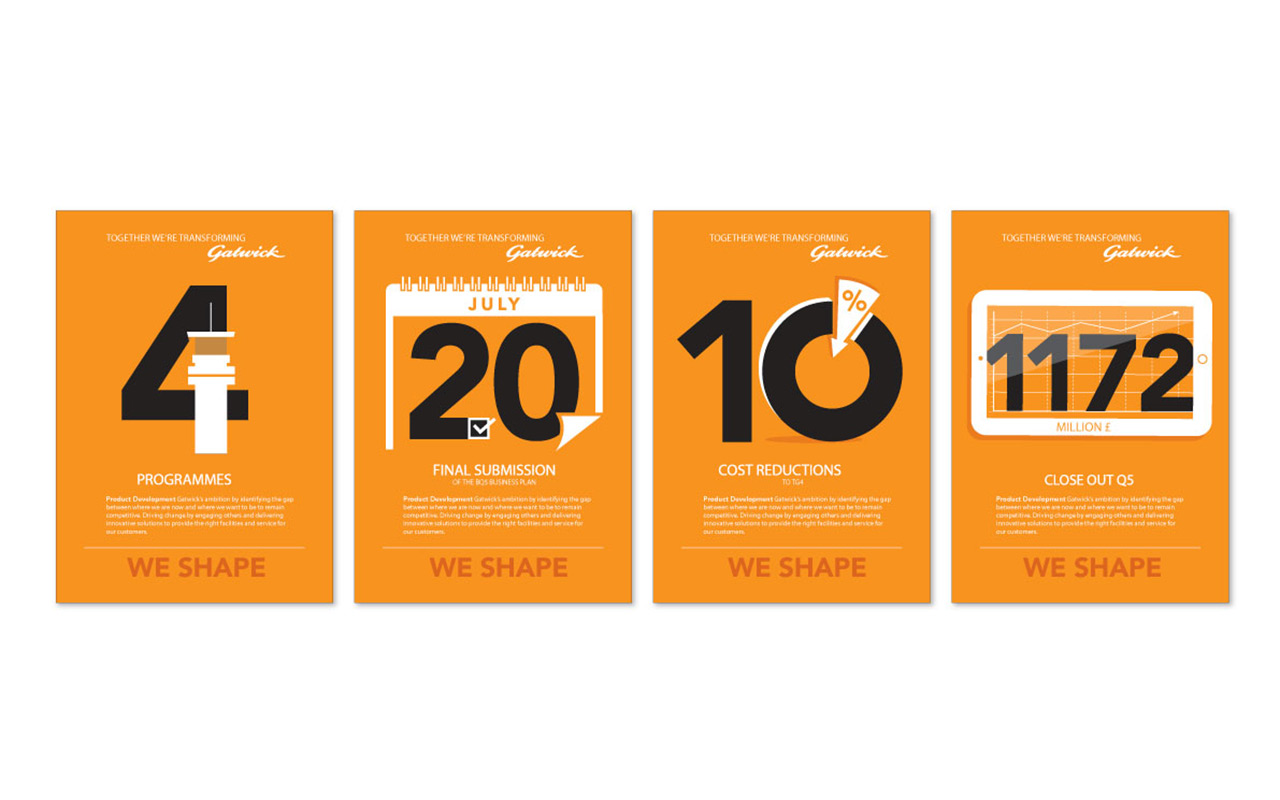 TOGETHER WE'RE TRANSFORMING
Gatwick
4
PROGRAMMES
Product Development Gatwick's ambition by identifying the gap
between where we are now and where we want to be to remain
competitive. Driving change by engaging others and delivering
innovative solutions to provide the right facilities and service for
our customers.
WE SHAPE
TOGETHER WE'RE TRANSFORMING
Gatwick
JULY
20
FINAL SUBMISSION
OF THE BQ5 BUSINESS PLAN
Product Development Gatwick's ambition by identifying the gap
between where we are now and where we want to be to remain
competitive. Driving change by engaging others and delivering
innovative solutions to provide the right facilities and service for
our customers.
WE SHAPE
TOGETHER WE'RE TRANSFORMING
Gatwick
%
10
COST REDUCTIONS
TO TG4
Product Development Gatwick's ambition by identifying the gap
between where we are now and where we want to be to remain
competitive. Driving change by engaging others and delivering
innovative solutions to provide the right facilities and service for
our customers.
WE SHAPE
TOGETHER WE'RE TRANSFORMING
Gatwick
1172
MILLION £
CLOSE OUT Q5
Product Development Gatwick's ambition by identifying the gap
between where we are now and where we want to be to remain
competitive. Driving change by engaging others and delivering
innovative solutions to provide the right facilities and service for
our customers.
WE SHAPE